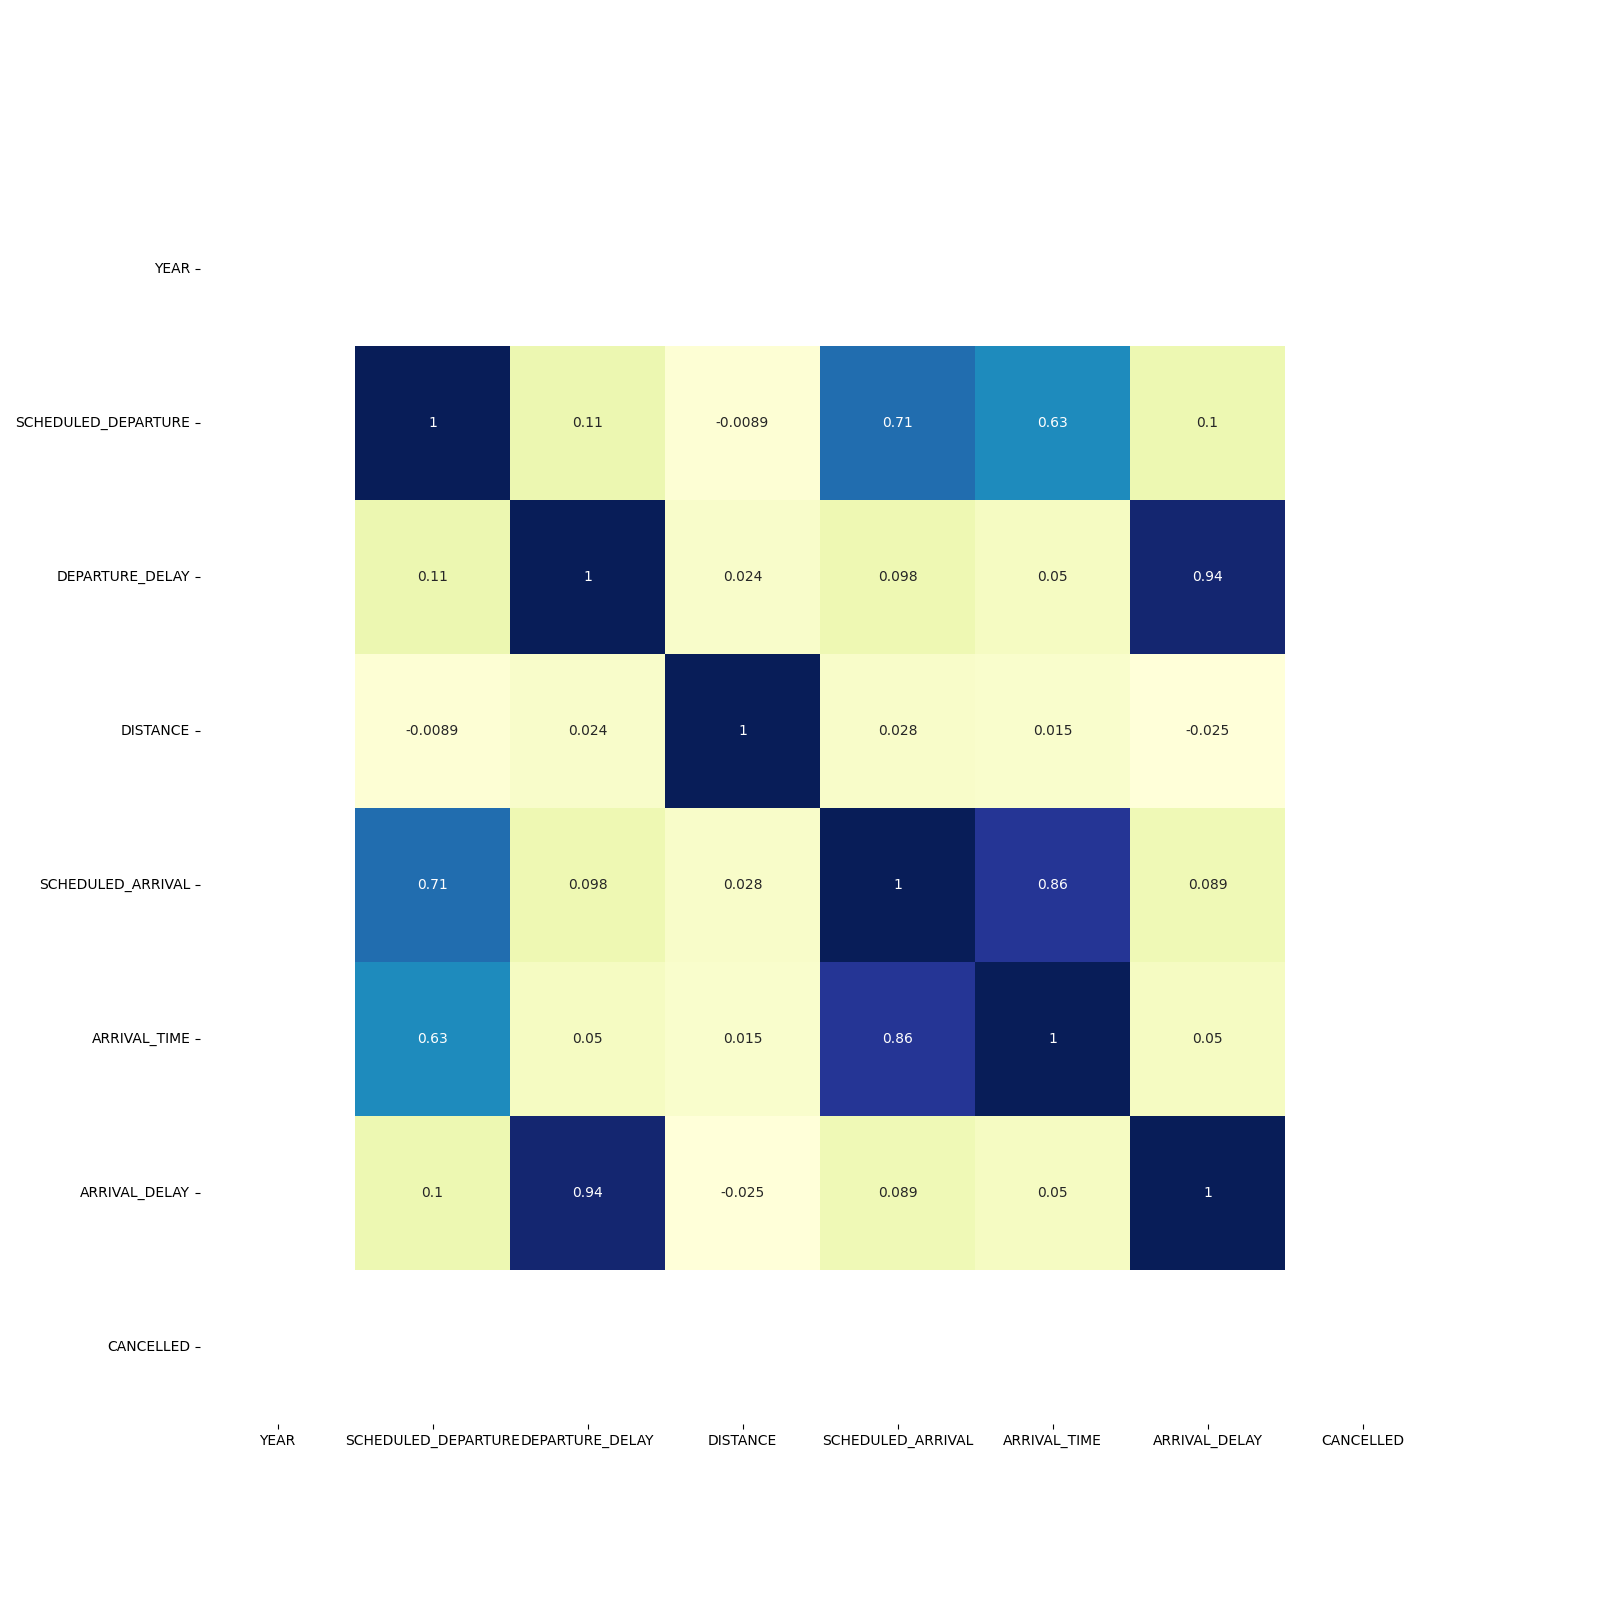 YEAR
SCHEDULED_DEPARTURE 1 0.11 -0.0089 0.71 0.63 0.1
DEPARTURE_DELAY 0.11 1 0.024 0.098 0.05 0.94
DISTANCE -0.0089 0.024 1 0.028 0.015 -0.025
SCHEDULED_ARRIVAL 0.71 0.098 0.028 1 0.86 0.089
ARRIVAL_TIME 0.63 0.05 0.015 0.86 1 0.05
ARRIVAL_DELAY 0.1 0.94 -0.025 0.089 0.05 1
CANCELLED
YEAR SCHEDULED_DEPARTURE DEPARTURE_DELAY DISTANCE SCHEDULED_ARRIVAL ARRIVAL_TIME ARRIVAL_DELAY CANCELLED